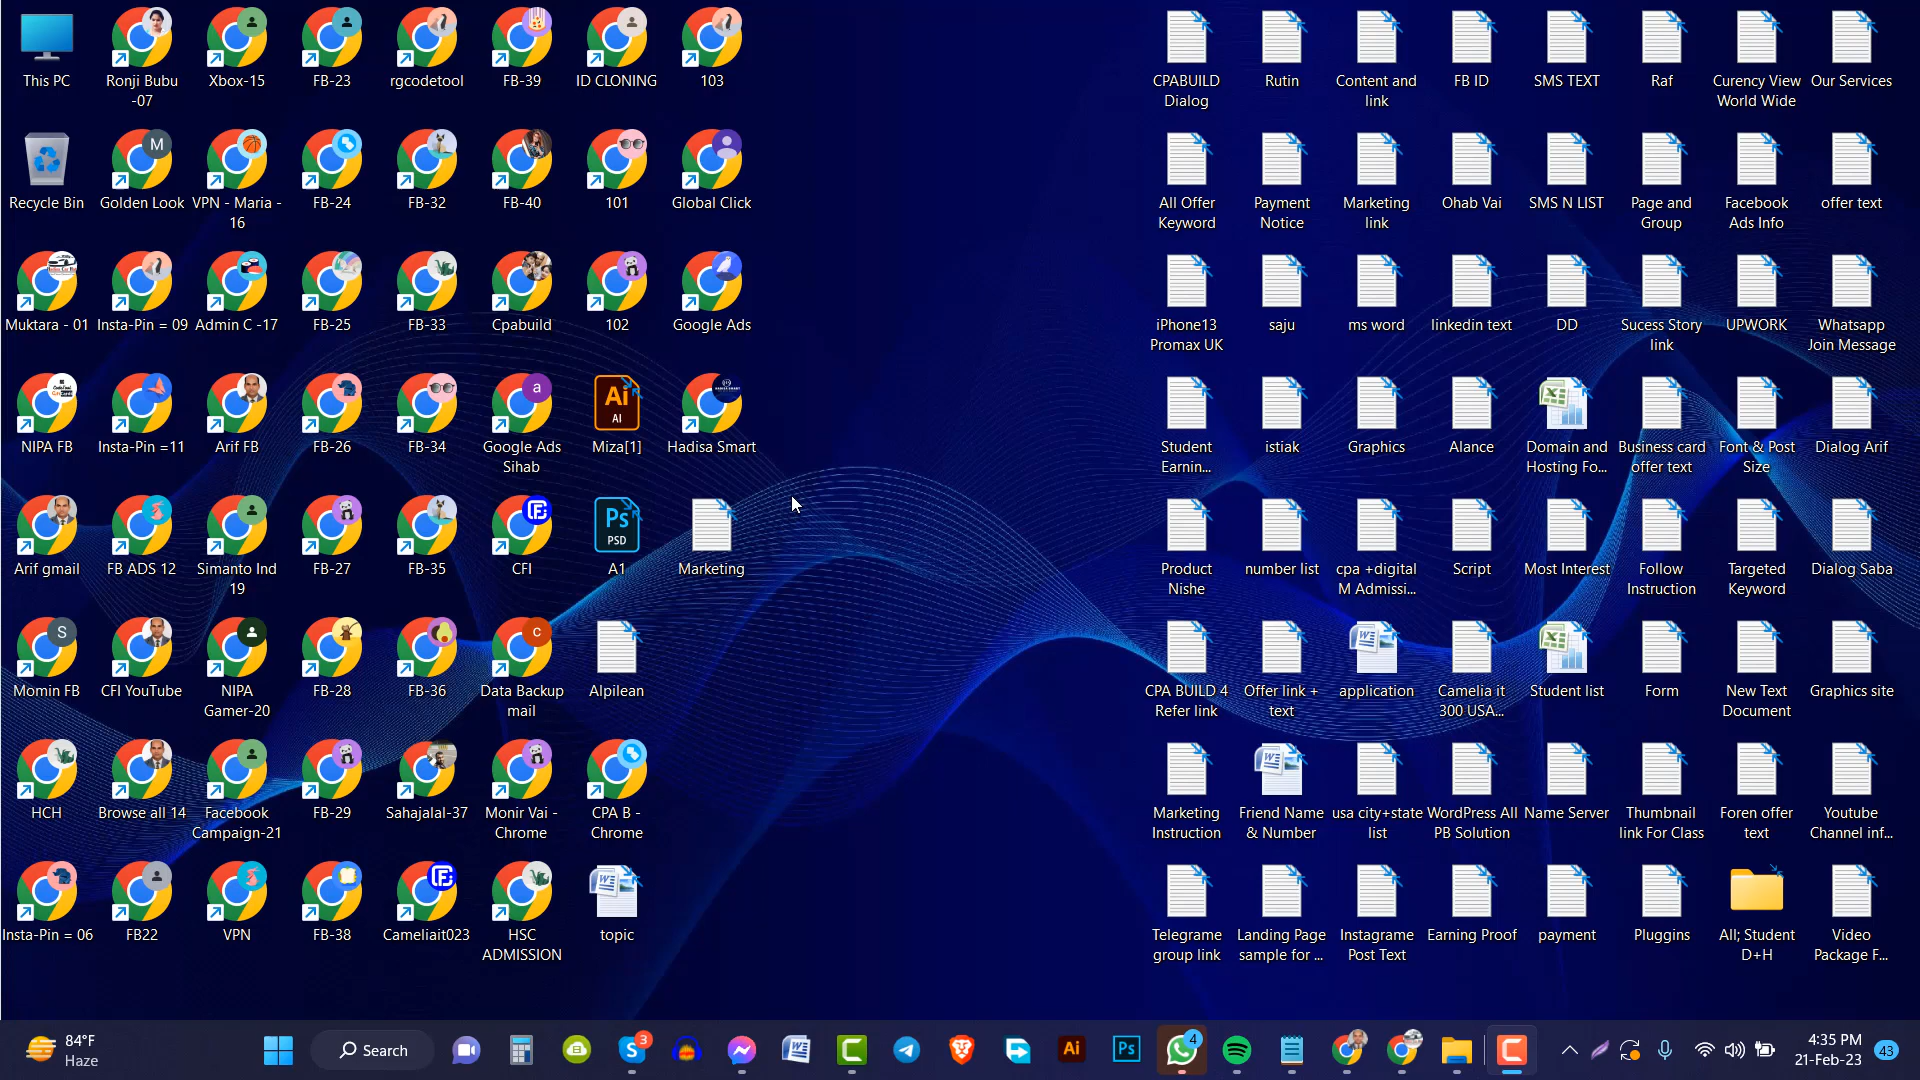 This PC
Ronji Bubu
-07
Xbox-15
FB-23
rgcodetool
FB-39
ID CLONING
103
CPABUILD
Dialog
Rutin
Content and
link
FB ID
SMS TEXT
Raf
Curency View
World Wide
Our Services
Recycle Bin
M
Golden Look
VPN - Maria -
16
FB-24
FB-32
FB-40
101
Global Click
All Offer
Keyword
Payment
Notice
Marketing
link
Ohab Vai
SMS N LIST
Page and
Group
Facebook
Ads Info
offer text
Muktara - 01
Insta-Pin = 09
Admin C -17
FB-25
FB-33
Cpabuild
102
Google Ads
iPhone13
Promax UK
saju
ms word
linkedin text
DD
Sucess Story
link
UPWORK
Whatsapp
Join Message
NIPA FB
Insta-Pin =11
Arif FB
FB-26
FB-34
a
Google Ads
Sihab
Ai
AI
Miza[1]
Hadisa Smart
Student
Earnin...
istiak
Graphics
Alance
Domain and
Hosting Fo...
Business card
offer text
Font & Post
Size
Dialog Arif
Arif gmail
FB ADS 12
Simanto Ind
19
FB-27
FB-35
CFI
Ps
PSD
A1
Marketing
Product
Nishe
number list
cpa +digital
M Admissi...
Script
Most Interest
Follow
Instruction
Targeted
Keyword
Dialog Saba
S
Momin FB
CFI YouTube
NIPA
Gamer-20
FB-28
FB-36
c
Data Backup
mail
Alpilean
CPA BUILD 4
Refer link
Offer link +
text
application
Camelia it
300 USA...
Student list
Form
New Text
Document
Graphics site
HCH
Browse all 14
Facebook
Campaign-21
FB-29
Sahajalal-37
Monir Vai -
Chrome
CPA B -
Chrome
Marketing
Instruction
Friend Name
& Number
usa city+state
list
WordPress All
PB Solution
Name Server
Thumbnail
link For Class
Foren offer
text
Youtube
Channel inf...
Insta-Pin = 06
FB22
VPN
FB-38
Cameliait023
HSC
ADMISSION
topic
Telegrame
group link
Landing Page
sample for ...
Instagrame
Post Text
Earning Proof
payment
Pluggins
All; Student
D+H
Video
Package F...
84°F
Haze
Search
3
Ai
Ps
4
4:35 PM
21-Feb-23
43